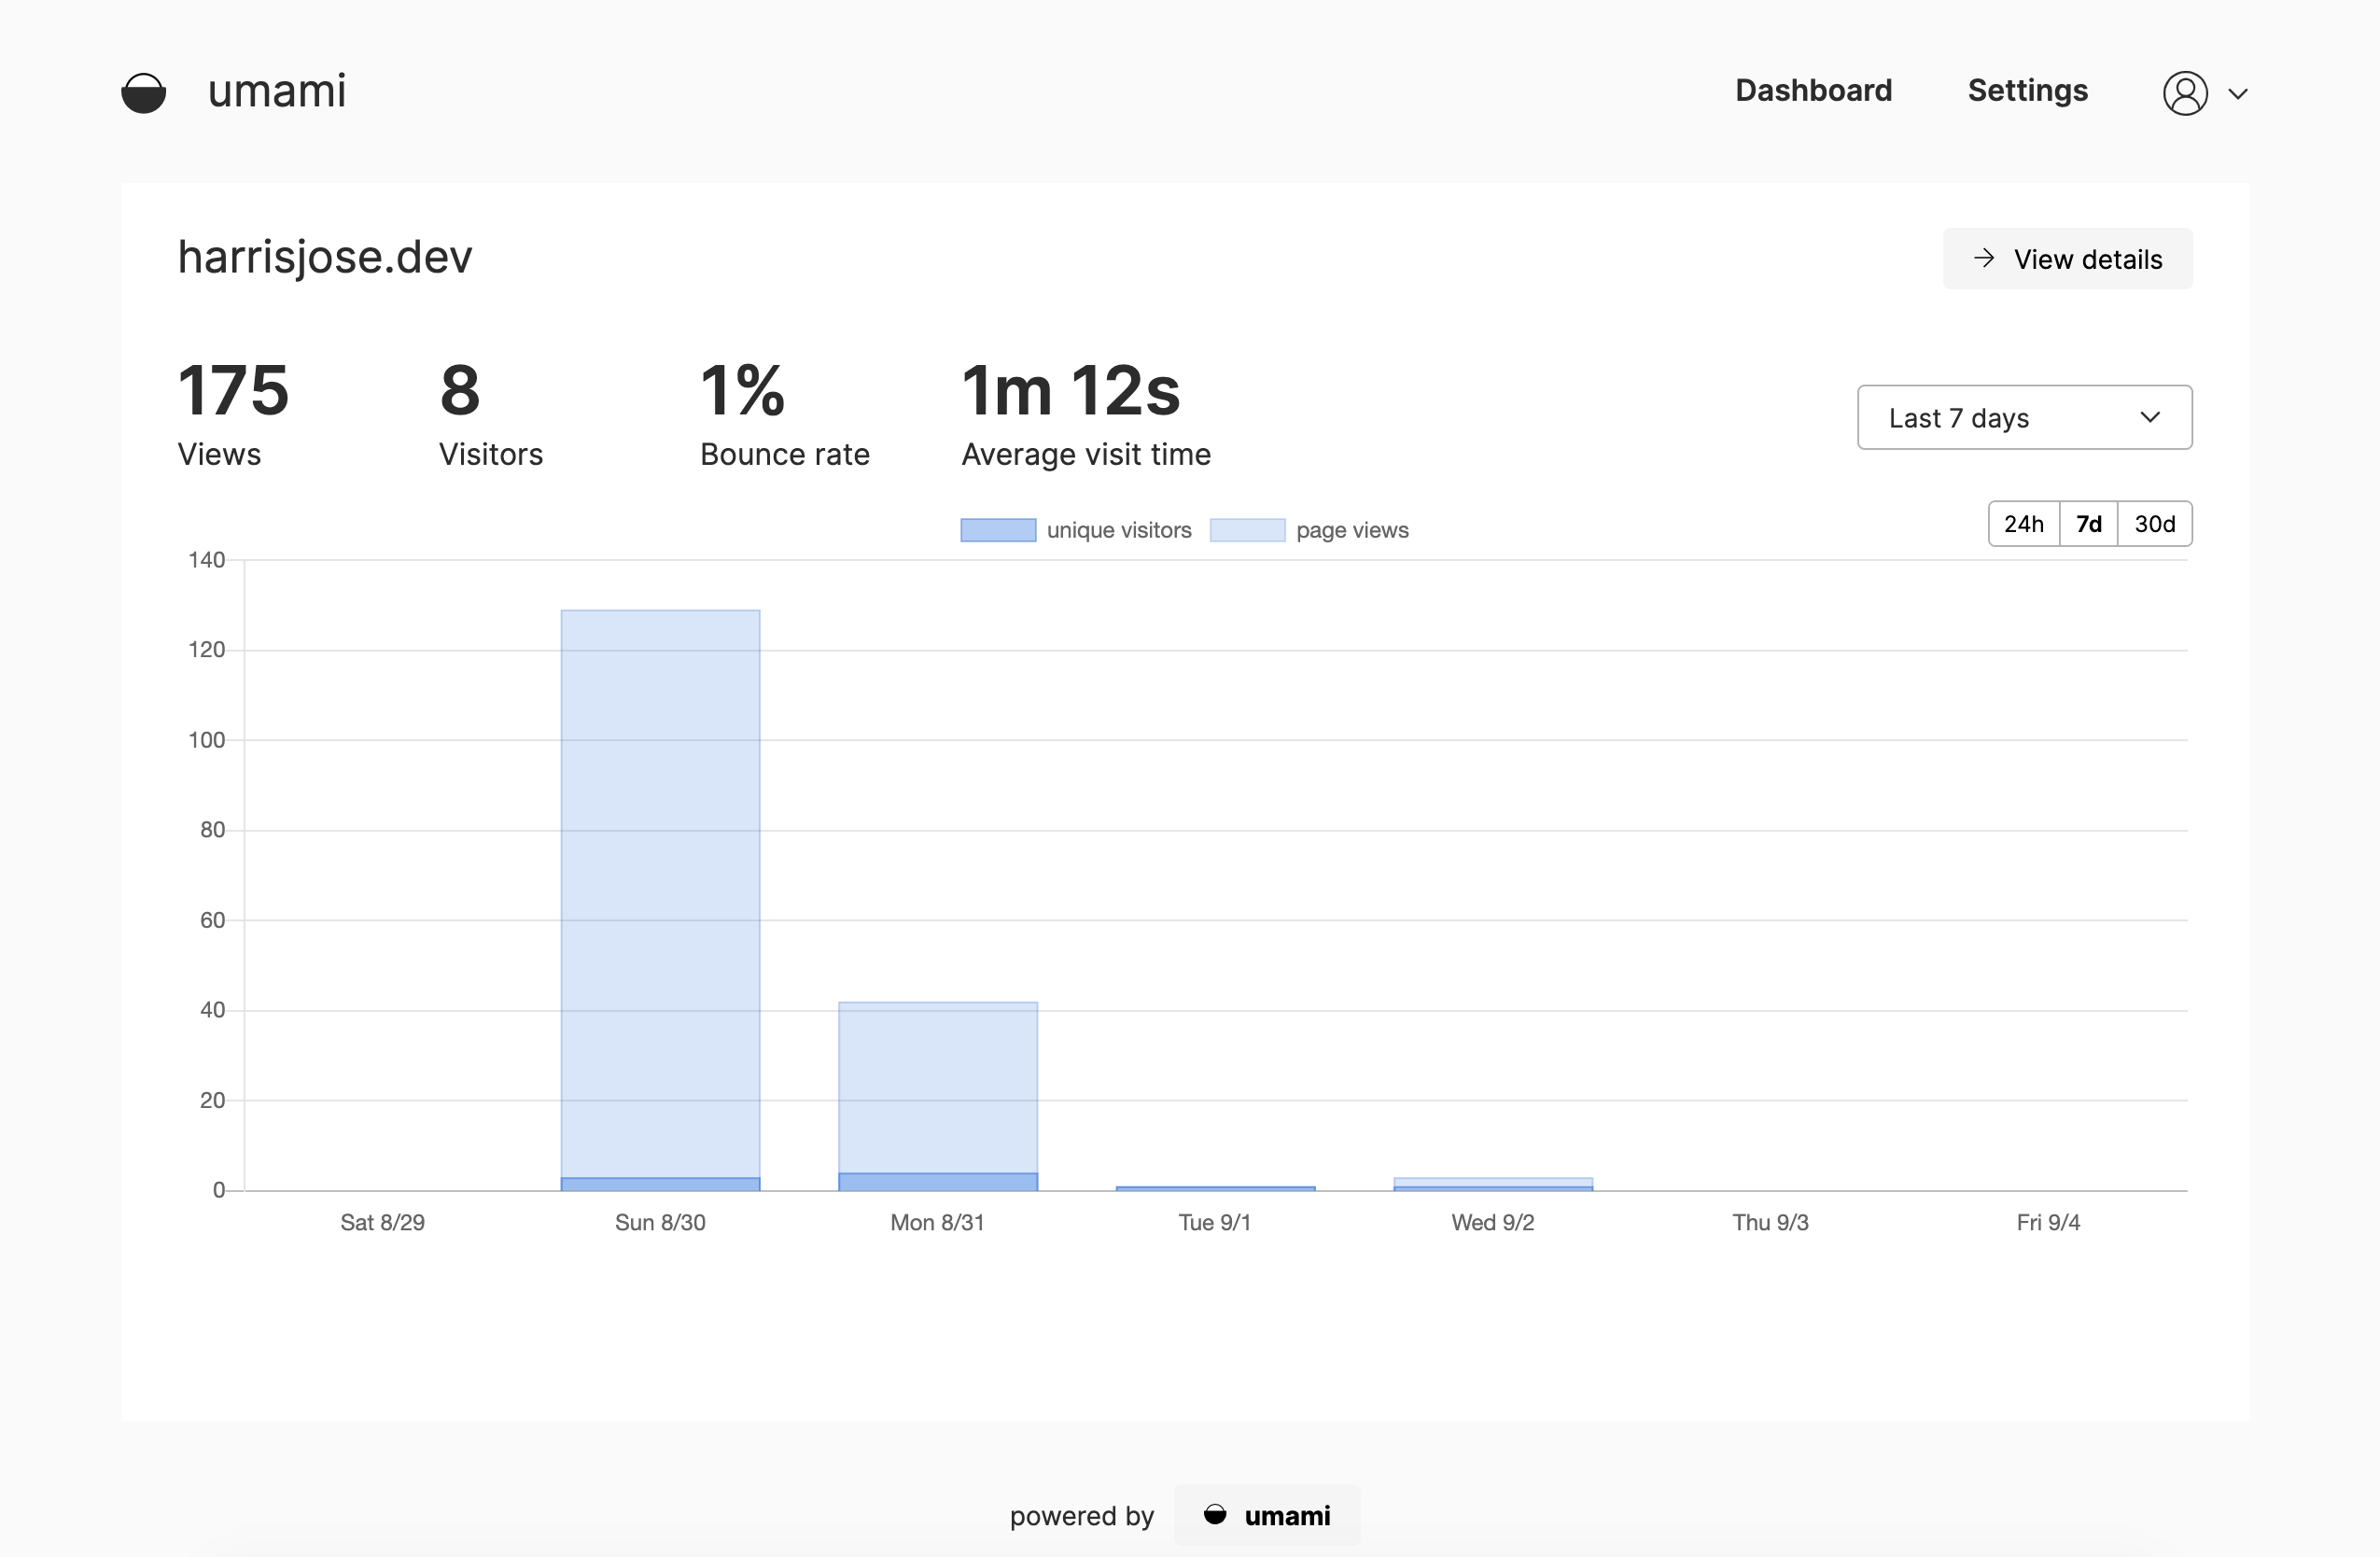 umami
Dashboard Settings
harrisjose.dev
View details
175 8 1% 1m 12s
Views Visitors Bounce rate Average visit time
Last 7 days
24h 7d 30d
unique visitors page views
140
120
100
80
60
40
20
0
Sat 8/29 Sun 8/30 Mon 8/31 Tue 9/1 Wed 9/2 Thu 9/3 Fri 9/4
powered by umami